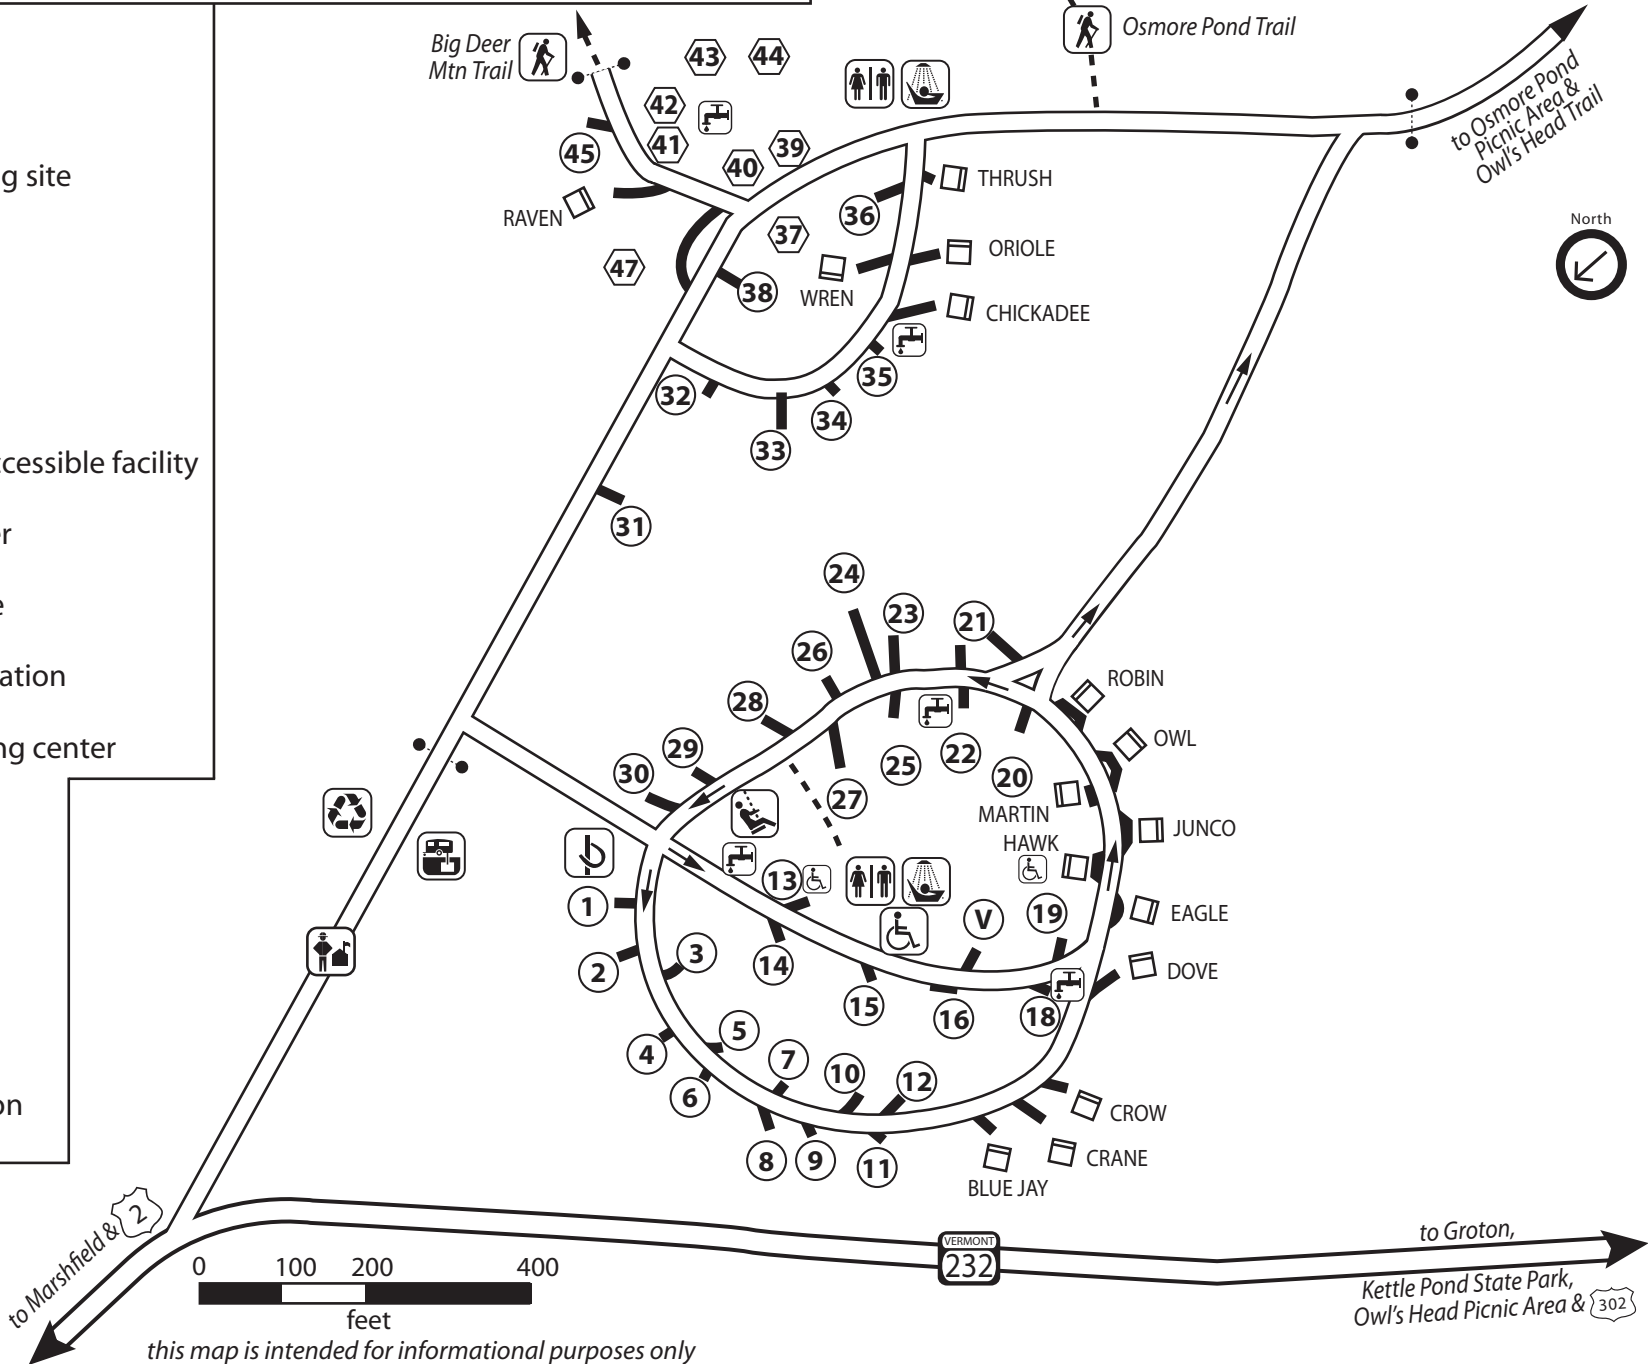 Big Deer
Mtn Trail
Osmore Pond Trail
to Osmore Pond
Picnic Area &
Owl's Head Trail
North
g site
ccessible facility
er
e
ation
ng center
on
43
44
42
41
45
40
39
RAVEN
36
THRUSH
37
47
38
WREN
ORIOLE
CHICKADEE
32
33
34
35
31
24
23
21
26
28
29
30
27
25
22
20
ROBIN
OWL
MARTIN
HAWK
JUNCO
EAGLE
DOVE
13
V
19
1
2
3
14
15
16
18
4
5
6
7
10
12
8
9
11
CROW
CRANE
BLUE JAY
to Marshfield & 2
VERMONT
232
to Groton,
Kettle Pond State Park,
Owl's Head Picnic Area & 302
0 100 200 400
feet
this map is intended for informational purposes only